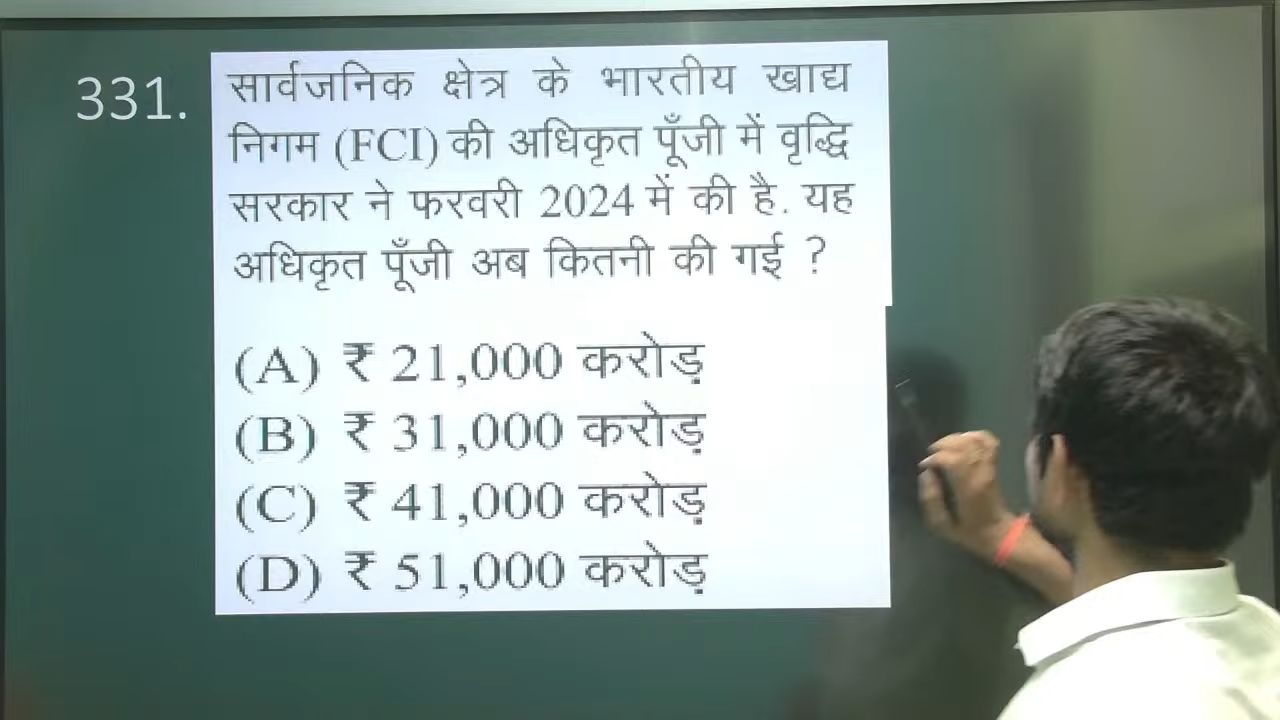 331.
सार्वजनिक क्षेत्र के भारतीय खाद्य
निगम (FCI) की अधिकृत पूँजी में वृद्धि
सरकार ने फरवरी 2024 में की है. यह
अधिकृत पूँजी अब कितनी की गई ?
(A) ₹ 21,000 करोड़
(B) ₹ 31,000 करोड़
(C) ₹ 41,000 करोड़
(D) ₹ 51,000 करोड़